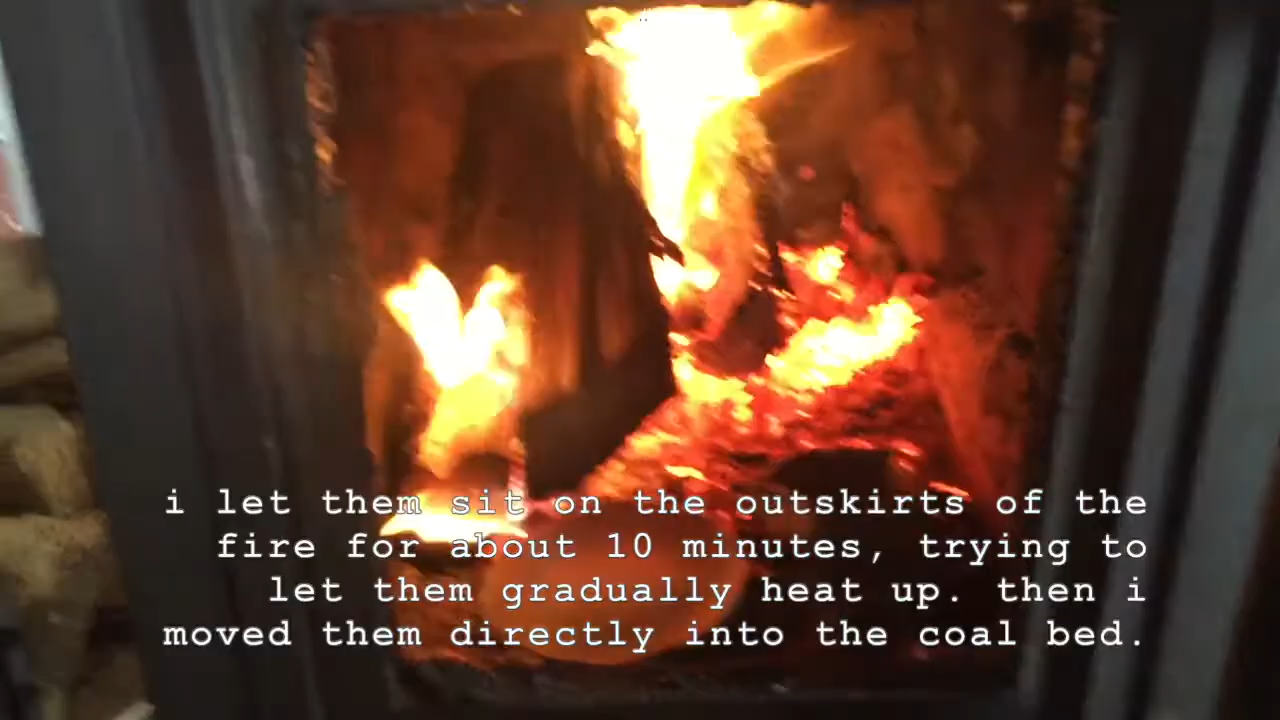 i let them sit on the outskirts of the
fire for about 10 minutes, trying to
let them gradually heat up. then i
moved them directly into the coal bed.